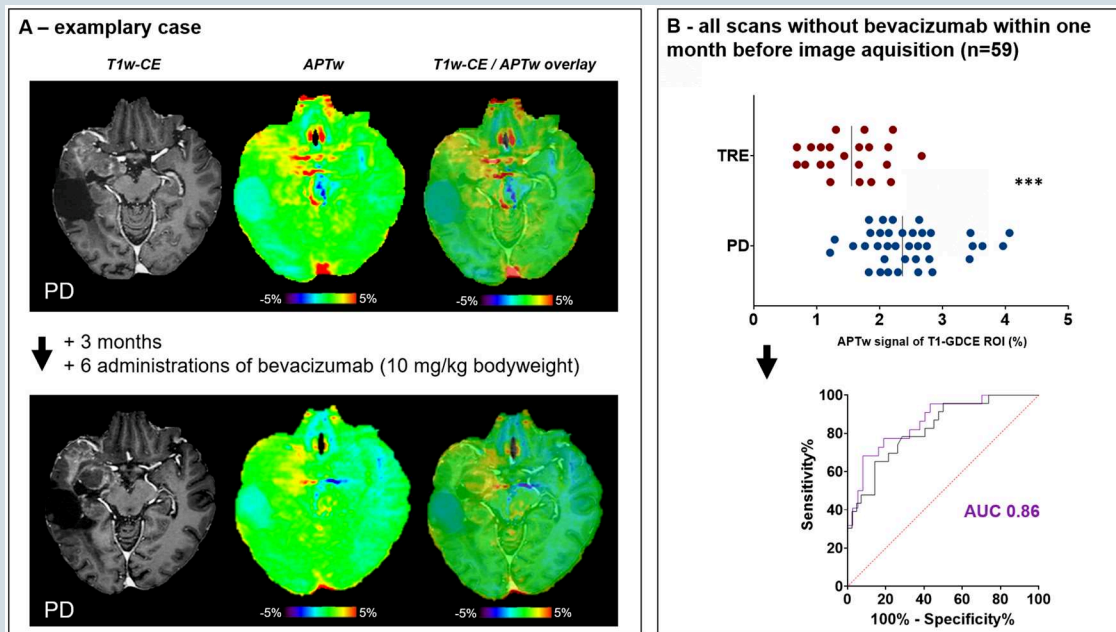 A – examplary case
T1w-CE
APTw
T1w-CE / APTw overlay
PD
-5%
5%
-5%
5%
+ 3 months
+ 6 administrations of bevacizumab (10 mg/kg bodyweight)
PD
-5%
5%
-5%
5%
B - all scans without bevacizumab within one
month before image aquisition (n=59)
TRE
***
PD
0
1
2
3
4
5
APTw signal of T1-GDCE ROI (%)
Sensitivity%
100
80
60
40
20
0
AUC 0.86
0
20
40
60
80
100
100% - Specificity%